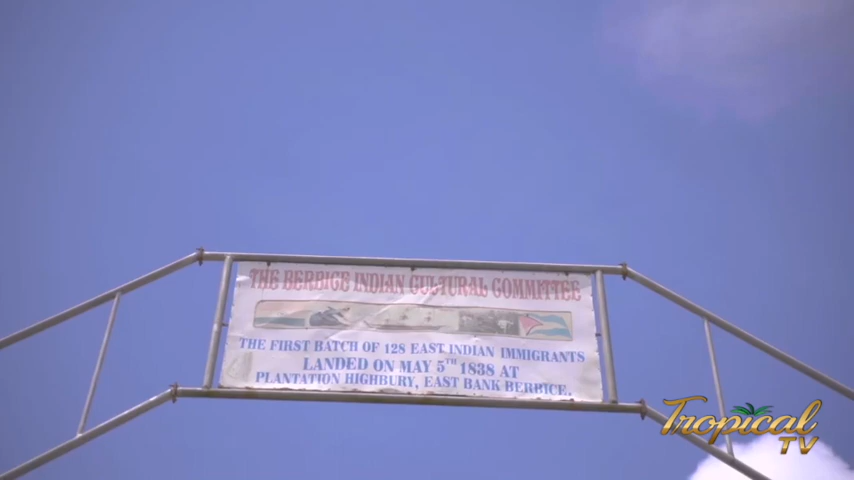 THE BERBICE INDIAN CULTURAL COMMITTEE
THE FIRST BATCH OF 128 EAST INDIAN IMMIGRANTS
LANDED ON MAY 5TH 1838 AT
PLANTATION HIGHBURY, EAST BANK BERBICE.
Tropical
TV